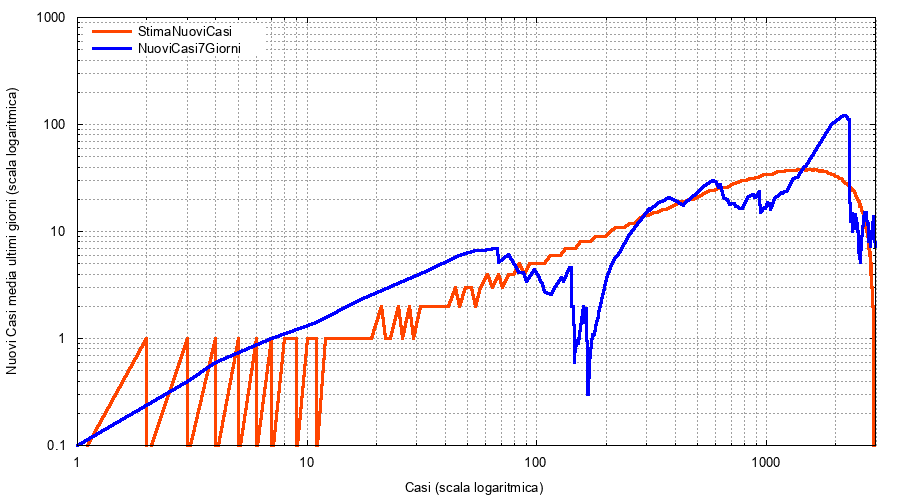 1000
100
10
1
0.1
1
10
100
1000
StimaNuoviCasi
NuoviCasi7Giorni
Nuovi Casi media ultimi giorni (scala logaritmica)
Casi (scala logaritmica)